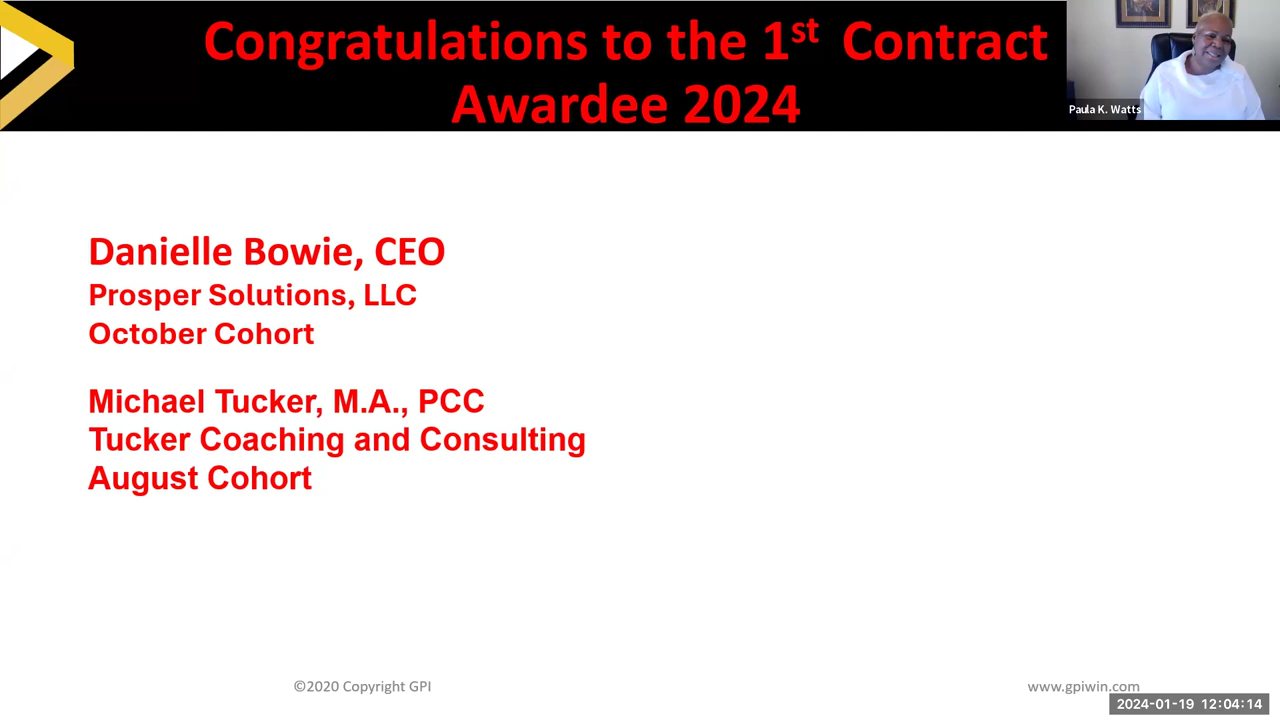 Congratulations to the 1st Contract
Awardee 2024
Paula K. Watts
Danielle Bowie, CEO
Prosper Solutions, LLC
October Cohort
Michael Tucker, M.A., PCC
Tucker Coaching and Consulting
August Cohort
©2020 Copyright GPI
www.gpiwin.com
2024-01-19 12:04:14